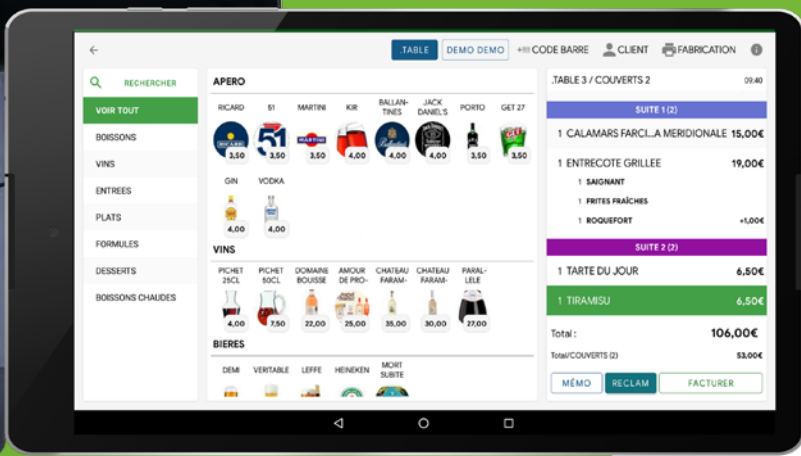 .TABLE
DEMO DEMO
CODE BARRE
CLIENT
FABRICATION
RECHERCHER
VOIR TOUT
BOISSONS
VINS
ENTREES
PLATS
FORMULES
DESSERTS
BOISSONS CHAUDES
APERO
RICARD
51
MARTINI
KIR
BALLAN-
TINES
JACK
DANIEL'S
PORTO
GET 27
RICARD
51
MARTINI
3,50
3,50
3,50
4,00
4,00
4,00
3,50
3,50
GIN
VODKA
4,00
4,00
VINS
PICHET
25CL
PICHET
50CL
DOMAINE
BOUISSE
AMOUR
DE PRO-
CHATEAU
FARAM-
CHATEAU
FARAM-
PARAL-
LELE
4,00
7,50
22,00
25,00
35,00
30,00
27,00
BIERES
DEMI
VERITABLE
LEFFE
HEINEKEN
MORT
SUBITE
.TABLE 3 / COUVERTS 2
09:40
SUITE 1 (2)
1 CALAMARS FARCI...A MERIDIONALE 15,00€
1 ENTRECOTE GRILLEE 19,00€
1 SAIGNANT
1 FRITES FRAÎCHES
1 ROQUEFORT +1,00€
SUITE 2 (2)
1 TARTE DU JOUR 6,50€
1 TIRAMISU 6,50€
Total : 106,00€
Total/COUVERTS (2) 53,00€
MÉMO
RECLAM
FACTURER